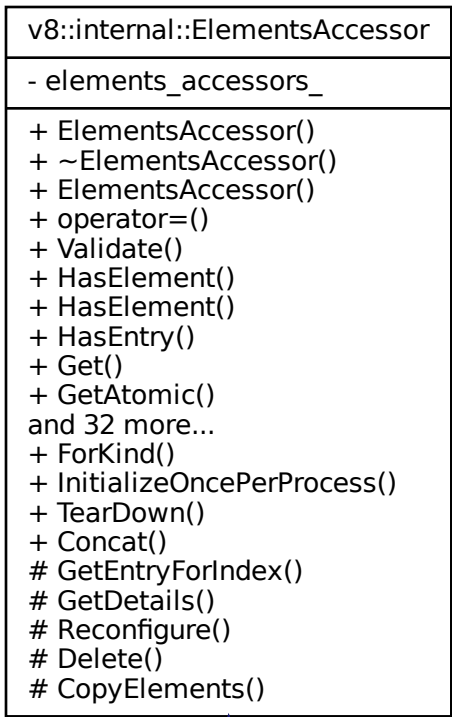 v8::internal::ElementsAccessor
- elements_accessors_
+ ElementsAccessor()
+ ~ElementsAccessor()
+ ElementsAccessor()
+ operator=()
+ Validate()
+ HasElement()
+ HasElement()
+ HasEntry()
+ Get()
+ GetAtomic()
and 32 more...
+ ForKind()
+ InitializeOncePerProcess()
+ TearDown()
+ Concat()
# GetEntryForIndex()
# GetDetails()
# Reconfigure()
# Delete()
# CopyElements()